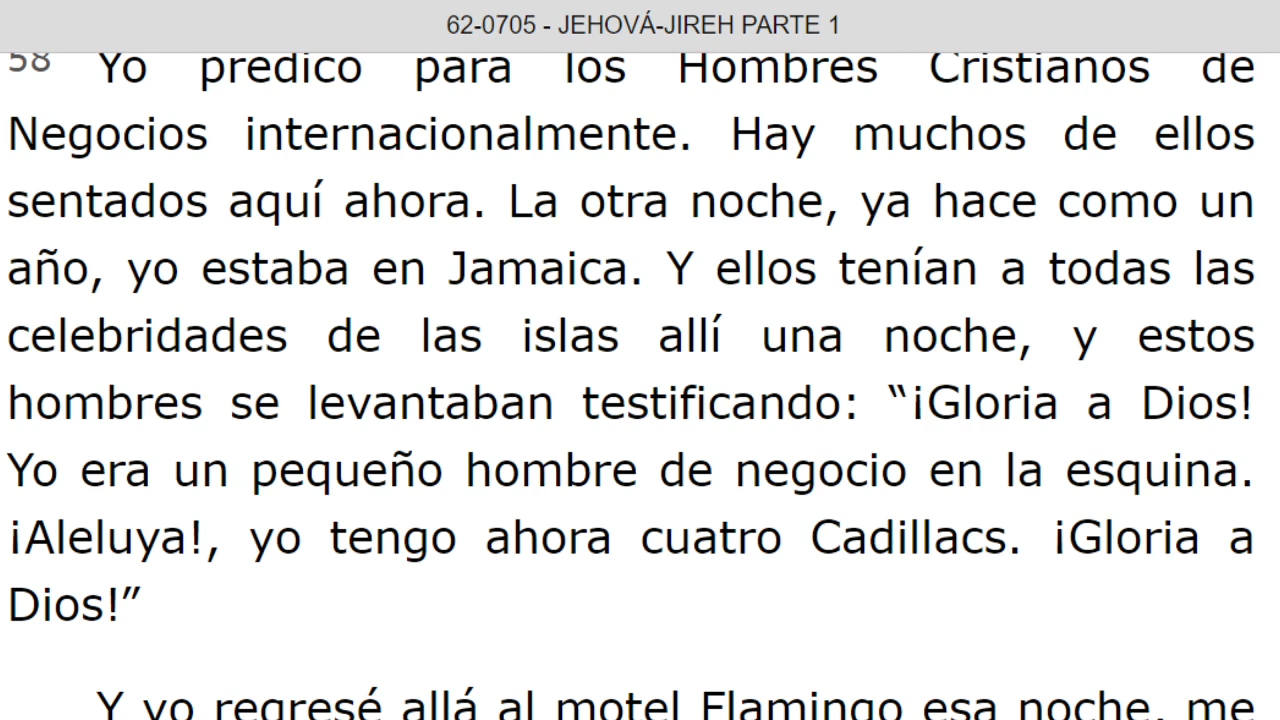 62-0705 - JEHOVÁ-JIREH PARTE 1
58 Yo predico para los Hombres Cristianos de
Negocios internacionalmente. Hay muchos de ellos
sentados aquí ahora. La otra noche, ya hace como un
año, yo estaba en Jamaica. Y ellos tenían a todas las
celebridades de las islas allí una noche, y estos
hombres se levantaban testificando: “¡Gloria a Dios!
Yo era un pequeño hombre de negocio en la esquina.
¡Aleluya!, yo tengo ahora cuatro Cadillacs. ¡Gloria a
Dios!”
Y yo regresé allá al motel Flamingo esa noche, me